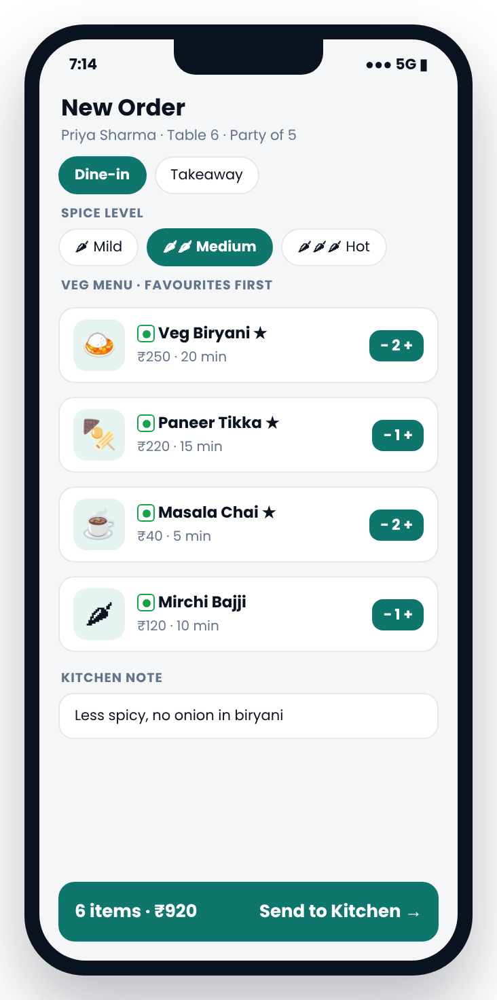 7:14 ●●● 5G ▮
New Order
Priya Sharma · Table 6 · Party of 5
Dine-in Takeaway
SPICE LEVEL
🌶 Mild 🌶🌶 Medium 🌶🌶🌶 Hot
VEG MENU · FAVOURITES FIRST
Veg Biryani ★
₹250 · 20 min
− 2 +
Paneer Tikka ★
₹220 · 15 min
− 1 +
Masala Chai ★
₹40 · 5 min
− 2 +
Mirchi Bajji
₹120 · 10 min
− 1 +
KITCHEN NOTE
Less spicy, no onion in biryani
6 items · ₹920 Send to Kitchen →